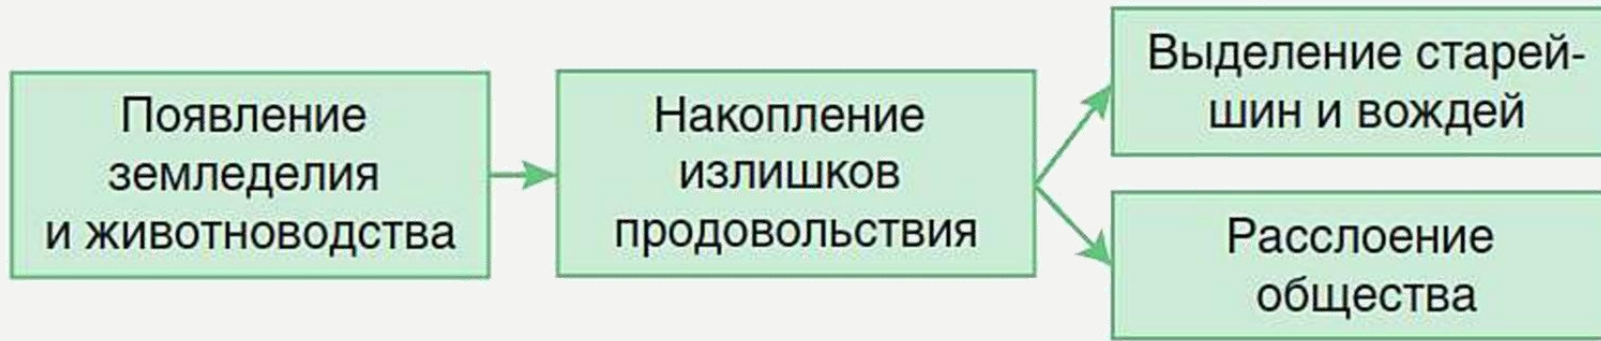 Появление
земледелия
и животноводства
Накопление
излишков
продовольствия
Выделение старей-
шин и вождей
Расслоение
общества